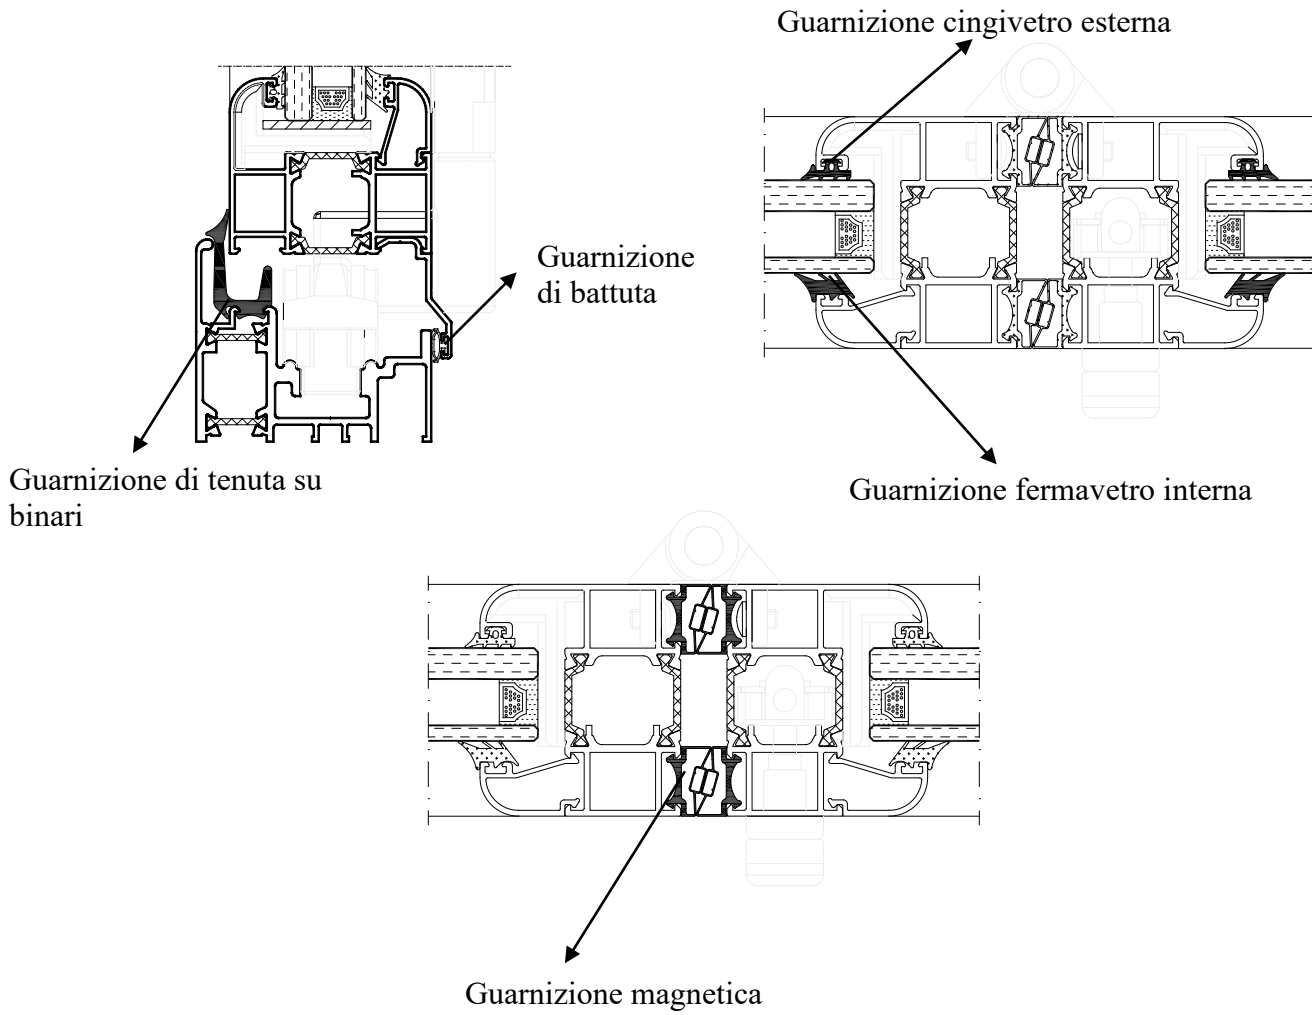 Guarnizione cingivetro esterna
Guarnizione
di battuta
Guarnizione di tenuta su
binari
Guarnizione fermavetro interna
Guarnizione magnetica